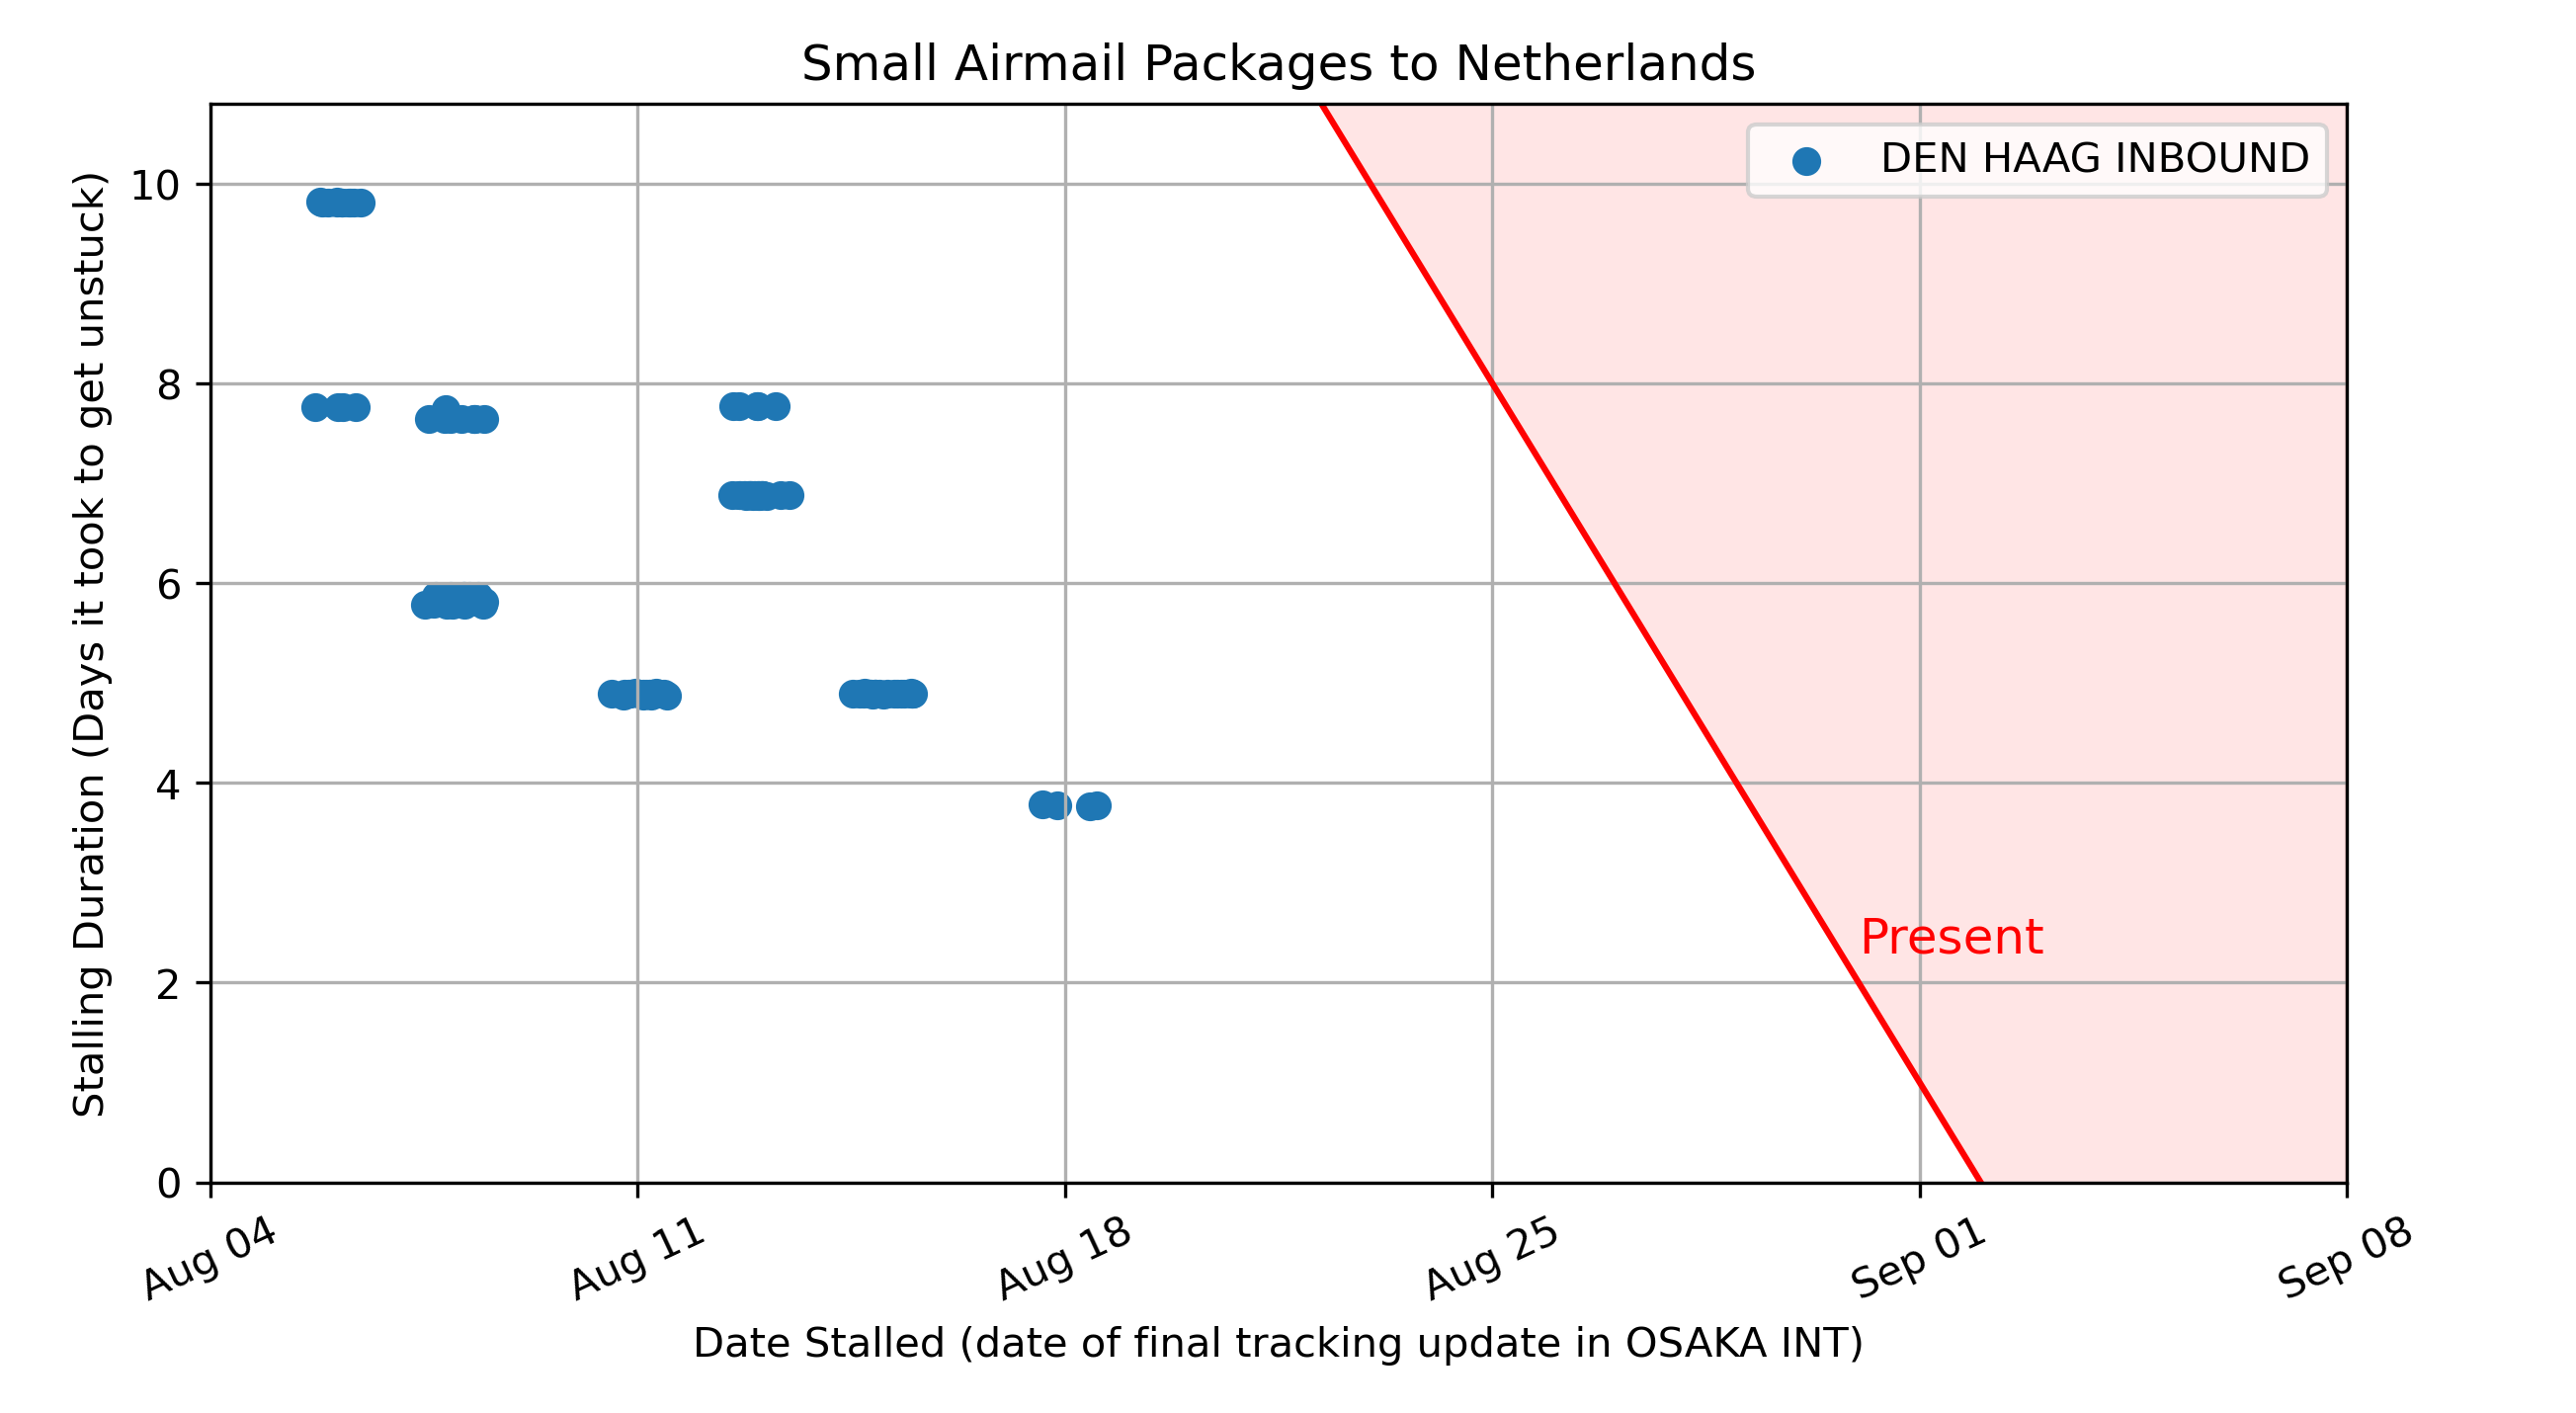 Small Airmail Packages to Netherlands
DEN HAAG INBOUND
Stalling Duration (Days it took to get unstuck)
10
8
6
4
2
0
Present
Aug 04
Aug 11
Aug 18
Aug 25
Sep 01
Sep 08
Date Stalled (date of final tracking update in OSAKA INT)